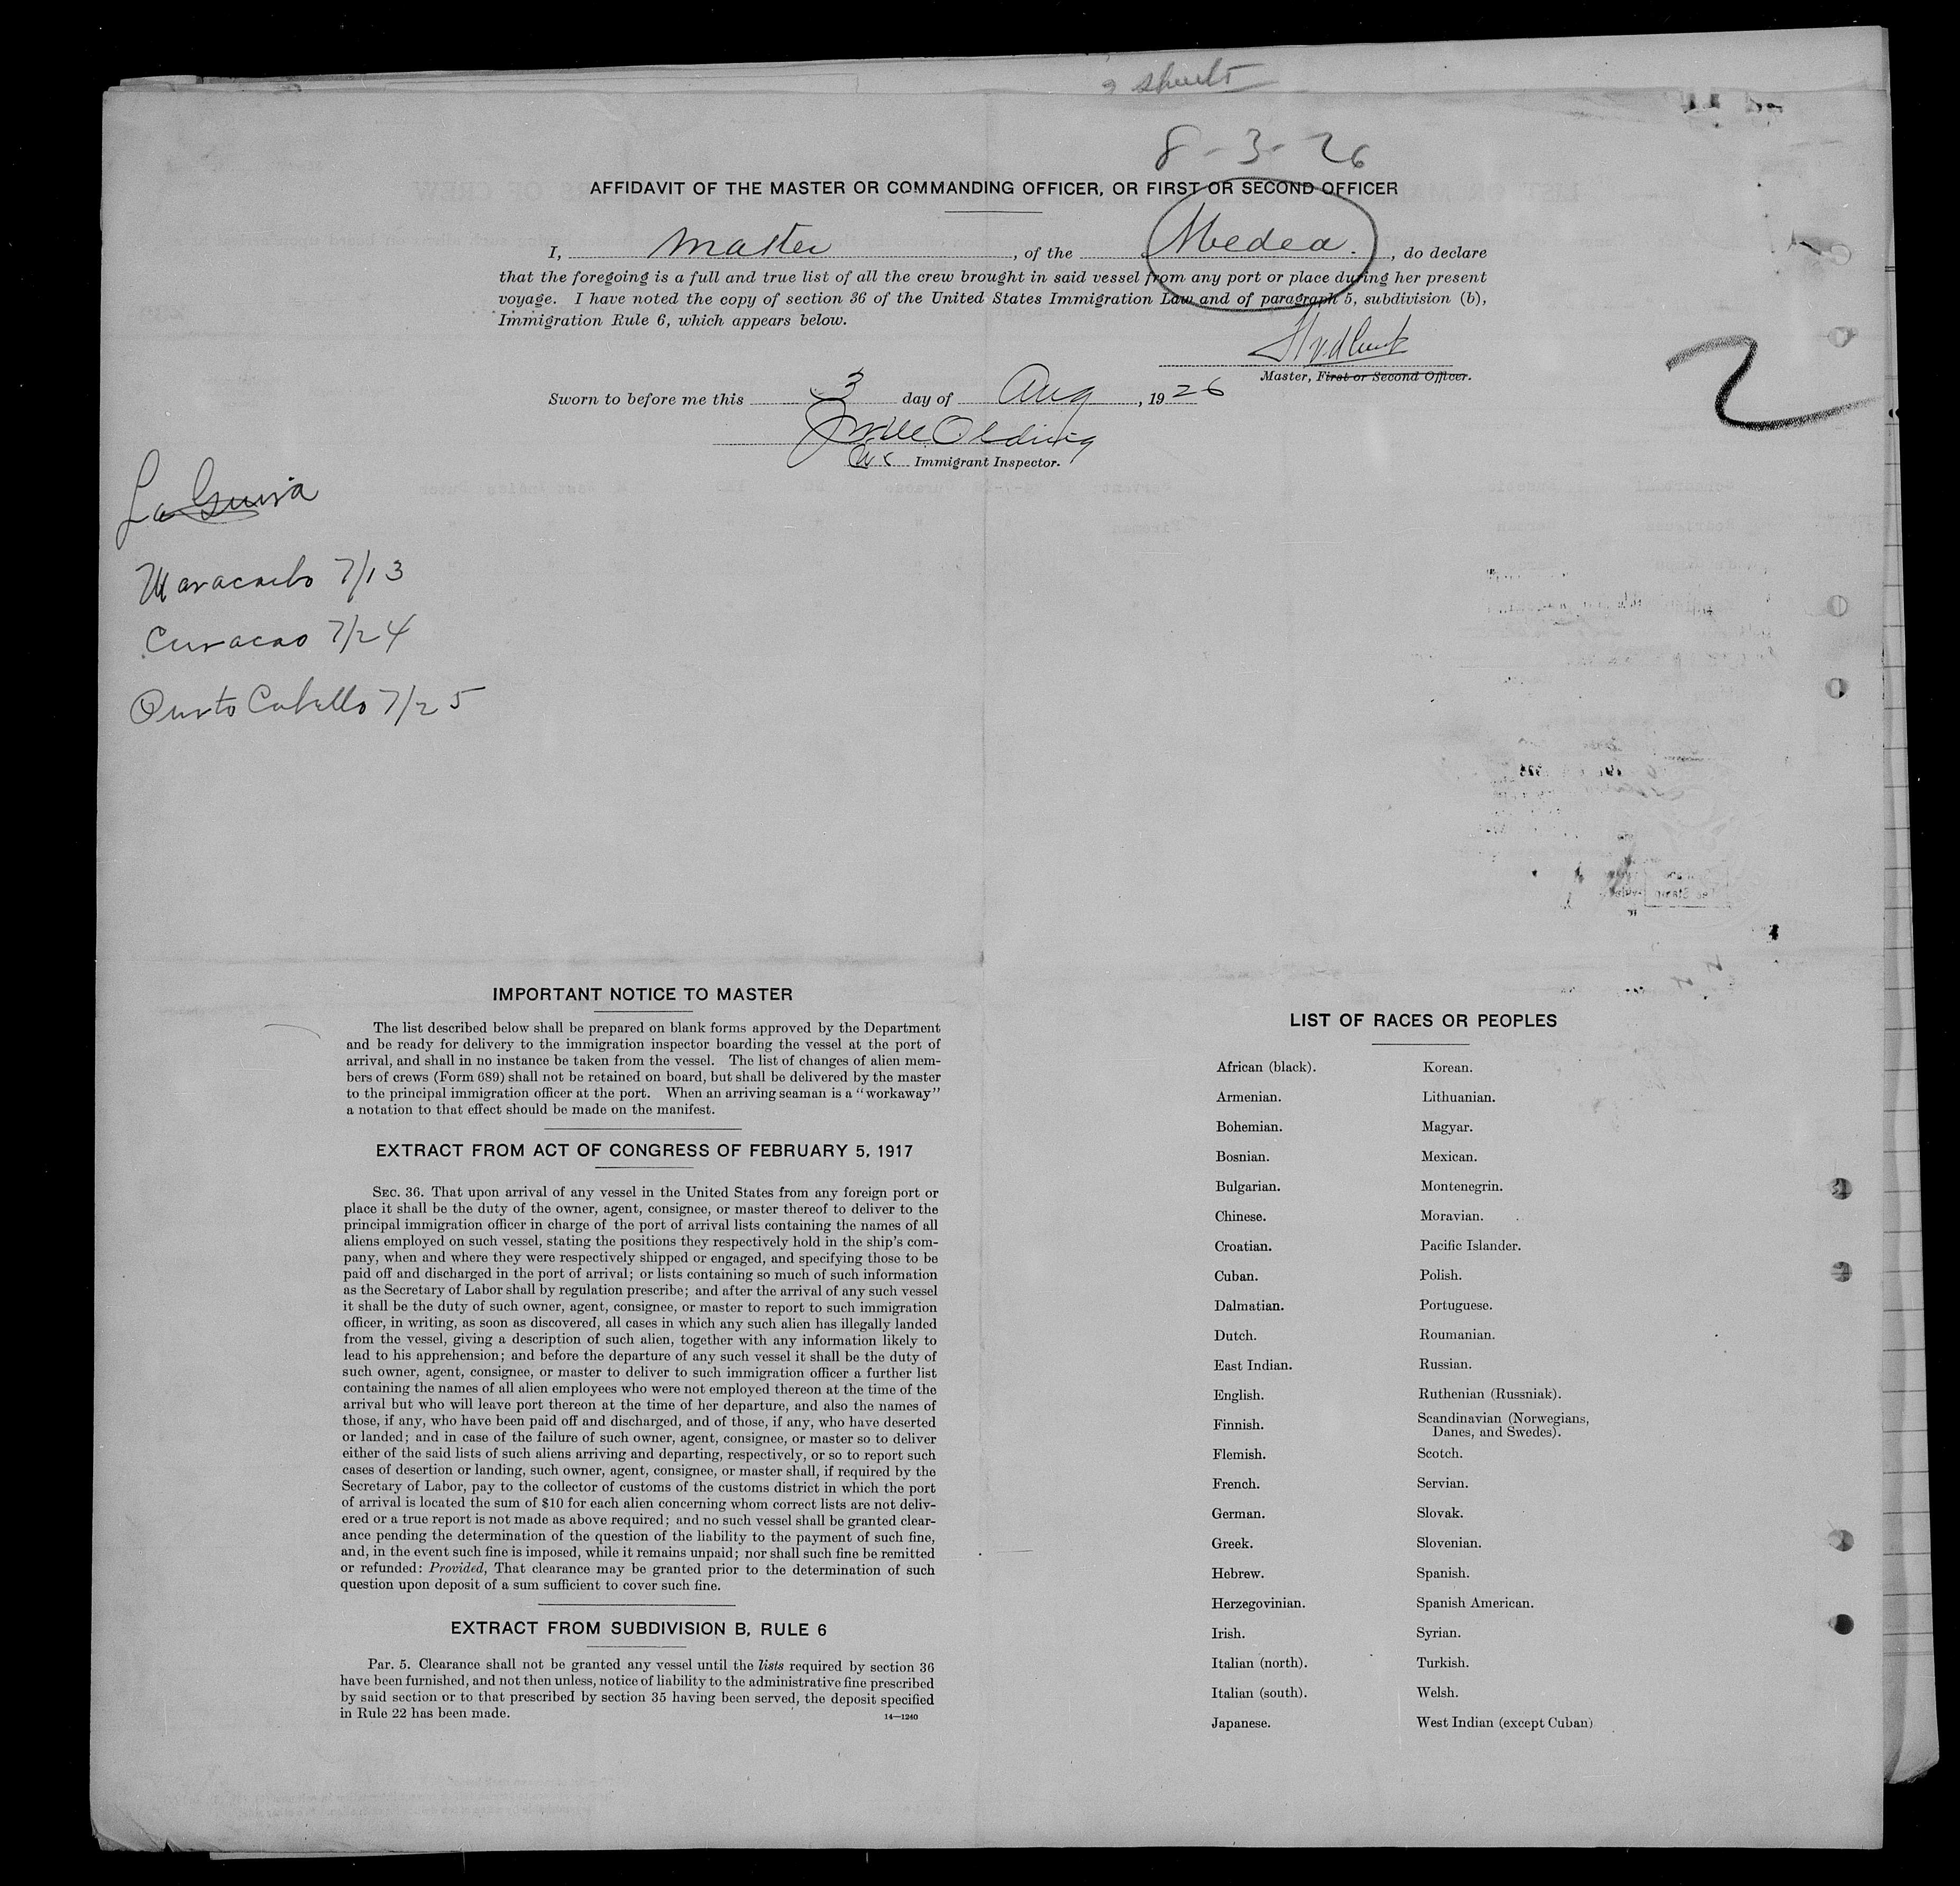 8-3-26
AFFIDAVIT OF THE MASTER OR COMMANDING OFFICER, OR FIRST OR SECOND OFFICER
I, Master, of the Medea., do declare
that the foregoing is a full and true list of all the crew brought in said vessel from any port or place during her present
voyage. I have noted the copy of section 36 of the United States Immigration Law and of paragraph 5, subdivision (b),
Immigration Rule 6, which appears below.
Master, First or Second Officer.
2
Sworn to before me this 3 day of Aug, 1926
Immigrant Inspector.
La Guira
Maracaibo 7/13
Curacao 7/24
Puerto Cabello 7/25
IMPORTANT NOTICE TO MASTER
The list described below shall be prepared on blank forms approved by the Department
and be ready for delivery to the immigration inspector boarding the vessel at the port of
arrival, and shall in no instance be taken from the vessel. The list of changes of alien mem-
bers of crews (Form 689) shall not be retained on board, but shall be delivered by the master
to the principal immigration officer at the port. When an arriving seaman is a "workaway"
a notation to that effect should be made on the manifest.
EXTRACT FROM ACT OF CONGRESS OF FEBRUARY 5, 1917
SEC. 36. That upon arrival of any vessel in the United States from any foreign port or
place it shall be the duty of the owner, agent, consignee, or master thereof to deliver to the
principal immigration officer in charge of the port of arrival lists containing the names of all
aliens employed on such vessel, stating the positions they respectively hold in the ship's com-
pany, when and where they were respectively shipped or engaged, and specifying those to be
paid off and discharged in the port of arrival; or lists containing so much of such information
as the Secretary of Labor shall by regulation prescribe; and after the arrival of any such vessel
it shall be the duty of such owner, agent, consignee, or master to report to such immigration
officer, in writing, as soon as discovered, all cases in which any such alien has illegally landed
from the vessel, giving a description of such alien, together with any information likely to
lead to his apprehension; and before the departure of any such vessel it shall be the duty of
such owner, agent, consignee, or master to deliver to such immigration officer a further list
containing the names of all alien employees who were not employed thereon at the time of the
arrival but who will leave port thereon at the time of her departure, and also the names of
those, if any, who have been paid off and discharged, and of those, if any, who have deserted
or landed; and in case of the failure of such owner, agent, consignee, or master so to deliver
either of the said lists of such aliens arriving and departing, respectively, or so to report such
cases of desertion or landing, such owner, agent, consignee, or master shall, if required by the
Secretary of Labor, pay to the collector of customs of the customs district in which the port
of arrival is located the sum of $10 for each alien concerning whom correct lists are not deliv-
ered or a true report is not made as above required; and no such vessel shall be granted clear-
ance pending the determination of the question of the liability to the payment of such fine,
and, in the event such fine is imposed, while it remains unpaid; nor shall such fine be remitted
or refunded: Provided, That clearance may be granted prior to the determination of such
question upon deposit of a sum sufficient to cover such fine.
EXTRACT FROM SUBDIVISION B, RULE 6
Par. 5. Clearance shall not be granted any vessel until the lists required by section 36
have been furnished, and not then unless, notice of liability to the administrative fine prescribed
by said section or to that prescribed by section 35 having been served, the deposit specified
in Rule 22 has been made.
14—1240
LIST OF RACES OR PEOPLES
African (black). Korean.
Armenian. Lithuanian.
Bohemian. Magyar.
Bosnian. Mexican.
Bulgarian. Montenegrin.
Chinese. Moravian.
Croatian. Pacific Islander.
Cuban. Polish.
Dalmatian. Portuguese.
Dutch. Roumanian.
East Indian. Russian.
English. Ruthenian (Russniak).
Finnish. Scandinavian (Norwegians,
Danes, and Swedes).
Flemish. Scotch.
French. Servian.
German. Slovak.
Greek. Slovenian.
Hebrew. Spanish.
Herzegovinian. Spanish American.
Irish. Syrian.
Italian (north). Turkish.
Italian (south). Welsh.
Japanese. West Indian (except Cuban)